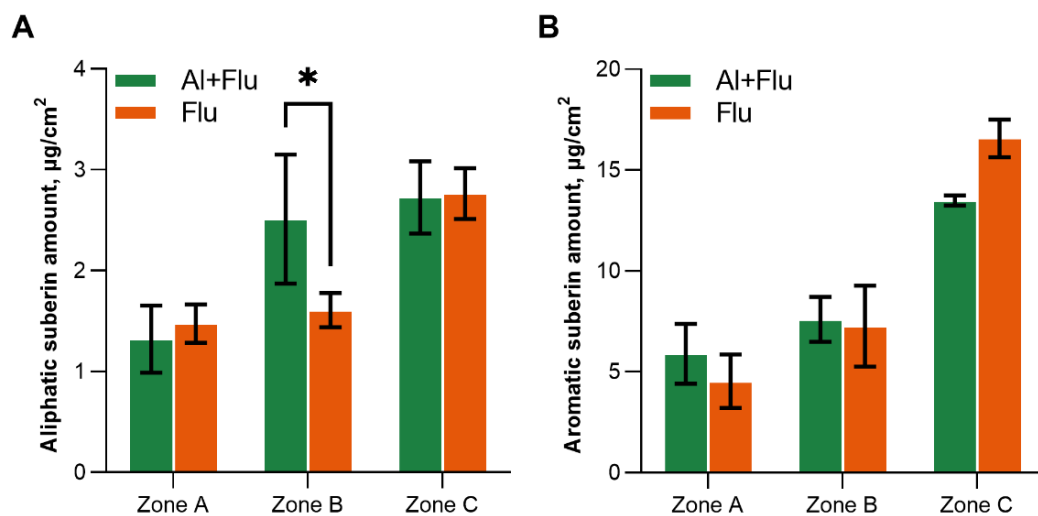 A
Aliphatic suberin amount, µg/cm²
4
3
2
1
0
Al+Flu
Flu
*
Zone A
Zone B
Zone C
B
Aromatic suberin amount, µg/cm²
20
15
10
5
0
Al+Flu
Flu
Zone A
Zone B
Zone C